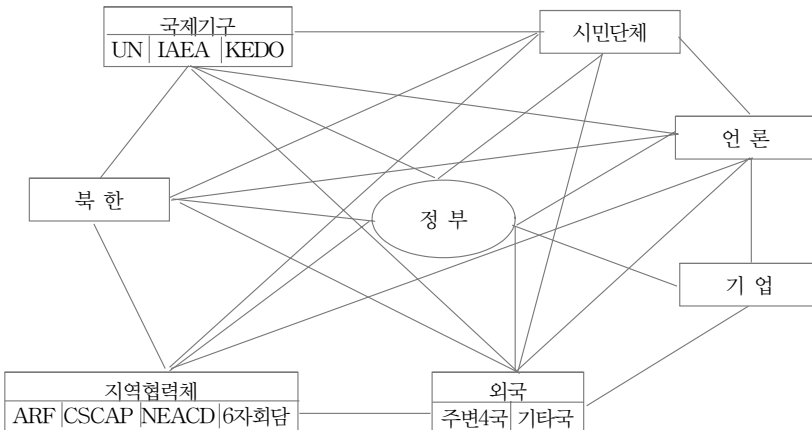 국제기구
UN IAEA KEDO
시민단체
언 론
북 한
정 부
기 업
지역협력체
ARF CSCAP NEACD 6자회담
외국
주변4국 기타국